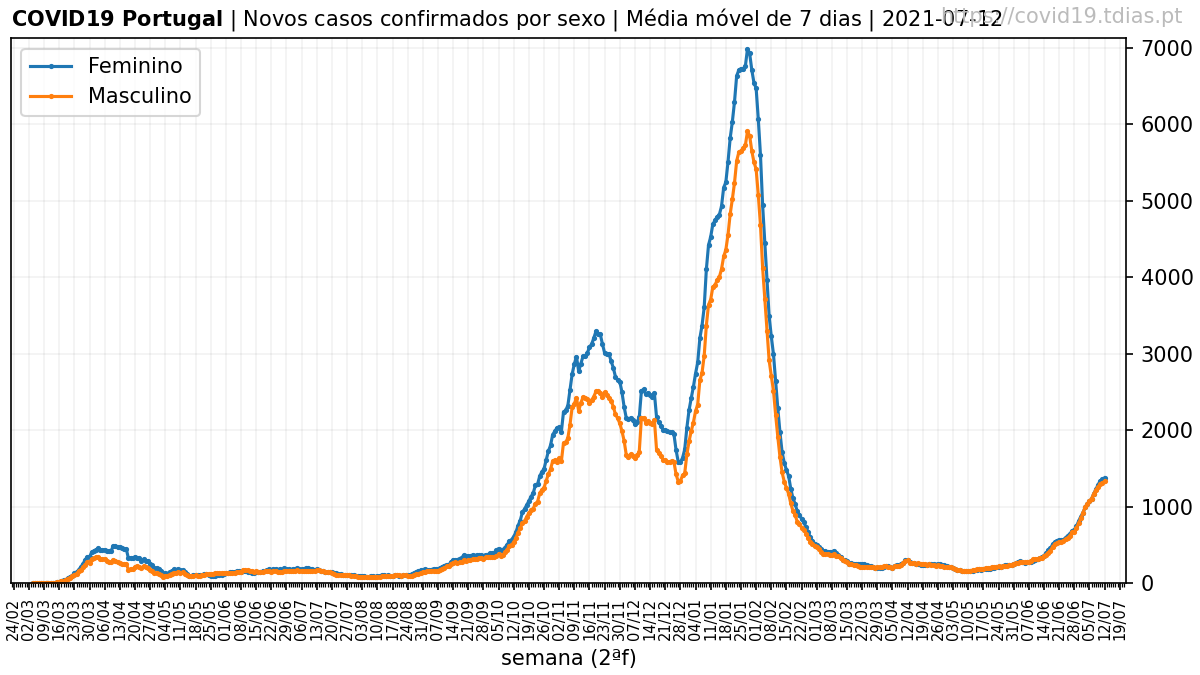 COVID19 Portugal | Novos casos confirmados por sexo | Média móvel de 7 dias | 2021-07-12
https://covid19.tdias.pt
Feminino
Masculino
7000
6000
5000
4000
3000
2000
1000
0
24/02 02/03 09/03 16/03 23/03 30/03 06/04 13/04 20/04 27/04 04/05 11/05 18/05 25/05 01/06 08/06 15/06 22/06 29/06 06/07 13/07 20/07 27/07 03/08 10/08 17/08 24/08 31/08 07/09 14/09 21/09 28/09 05/10 12/10 19/10 26/10 02/11 09/11 16/11 23/11 30/11 07/12 14/12 21/12 28/12 04/01 11/01 18/01 25/01 01/02 08/02 15/02 22/02 01/03 08/03 15/03 22/03 29/03 05/04 12/04 19/04 26/04 03/05 10/05 17/05 24/05 31/05 07/06 14/06 21/06 28/06 05/07 12/07 19/07
semana (2ªf)